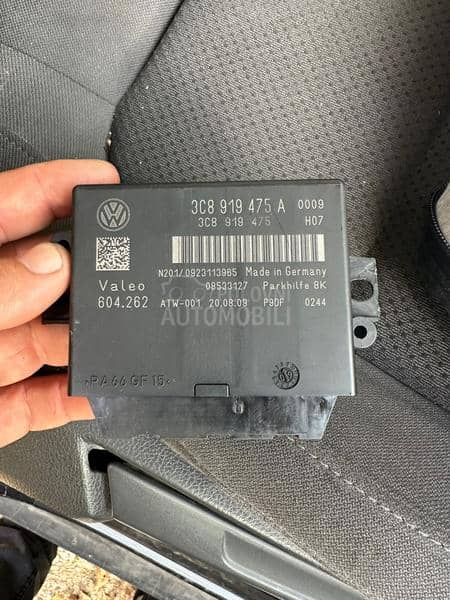 3C8 919 475 A 0009
3C8 919 475 H07
N201/0923113965 Made in Germany
Valeo 08533127 Parkhilfe 8K
604.262 ATW-001 20.08.09 P9DF 0244
AUTOMOBILI
>PA66 GF15<